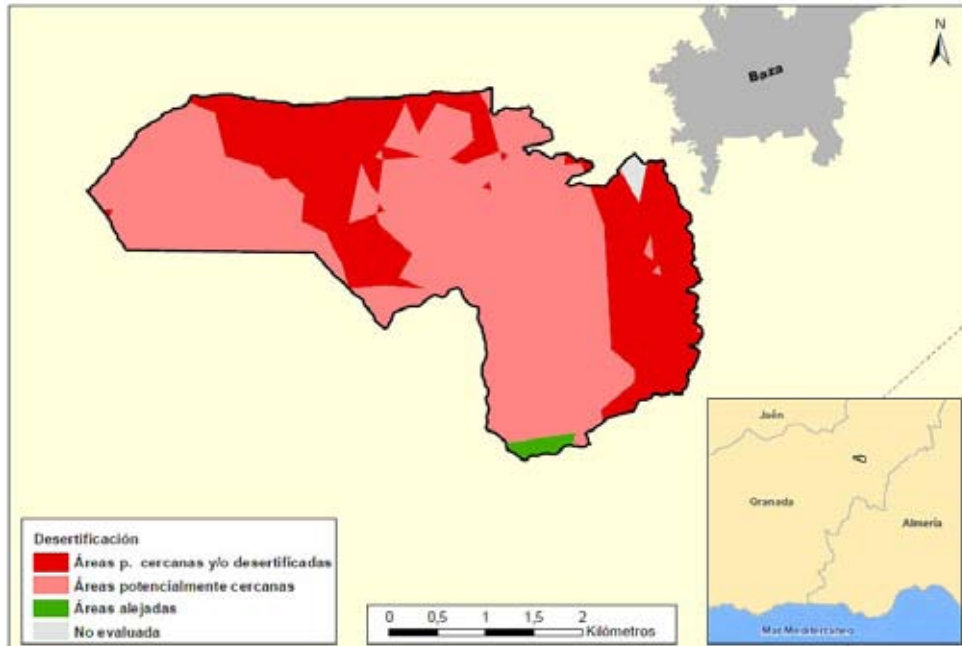 N
Baza
Jaén
Granada
Almería
Mar Mediterráneo
Desertificación
Áreas p. cercanas y/o desertificadas
Áreas potencialmente cercanas
Áreas alejadas
No evaluada
0 0,5 1 1,5 2
Kilómetros